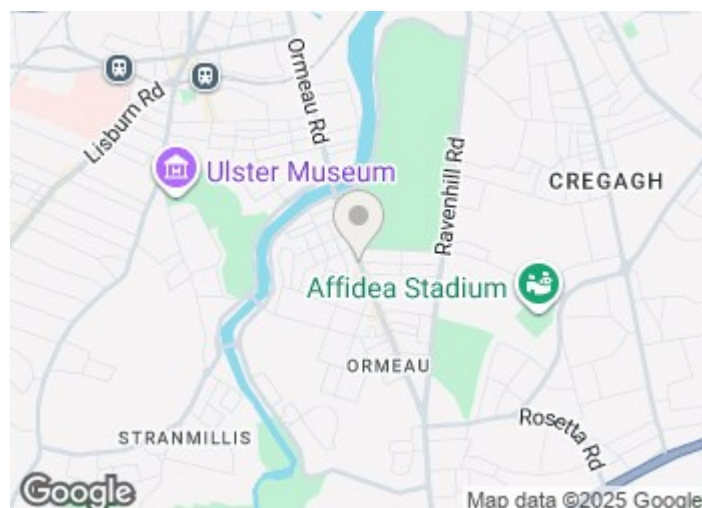 Ormeau Rd
Lisburn Rd
Ulster Museum
Ravenhill Rd
CREGAGH
Affidea Stadium
ORMEAU
STRANMILLIS
Rosetta Rd
Google
Map data ©2025 Google